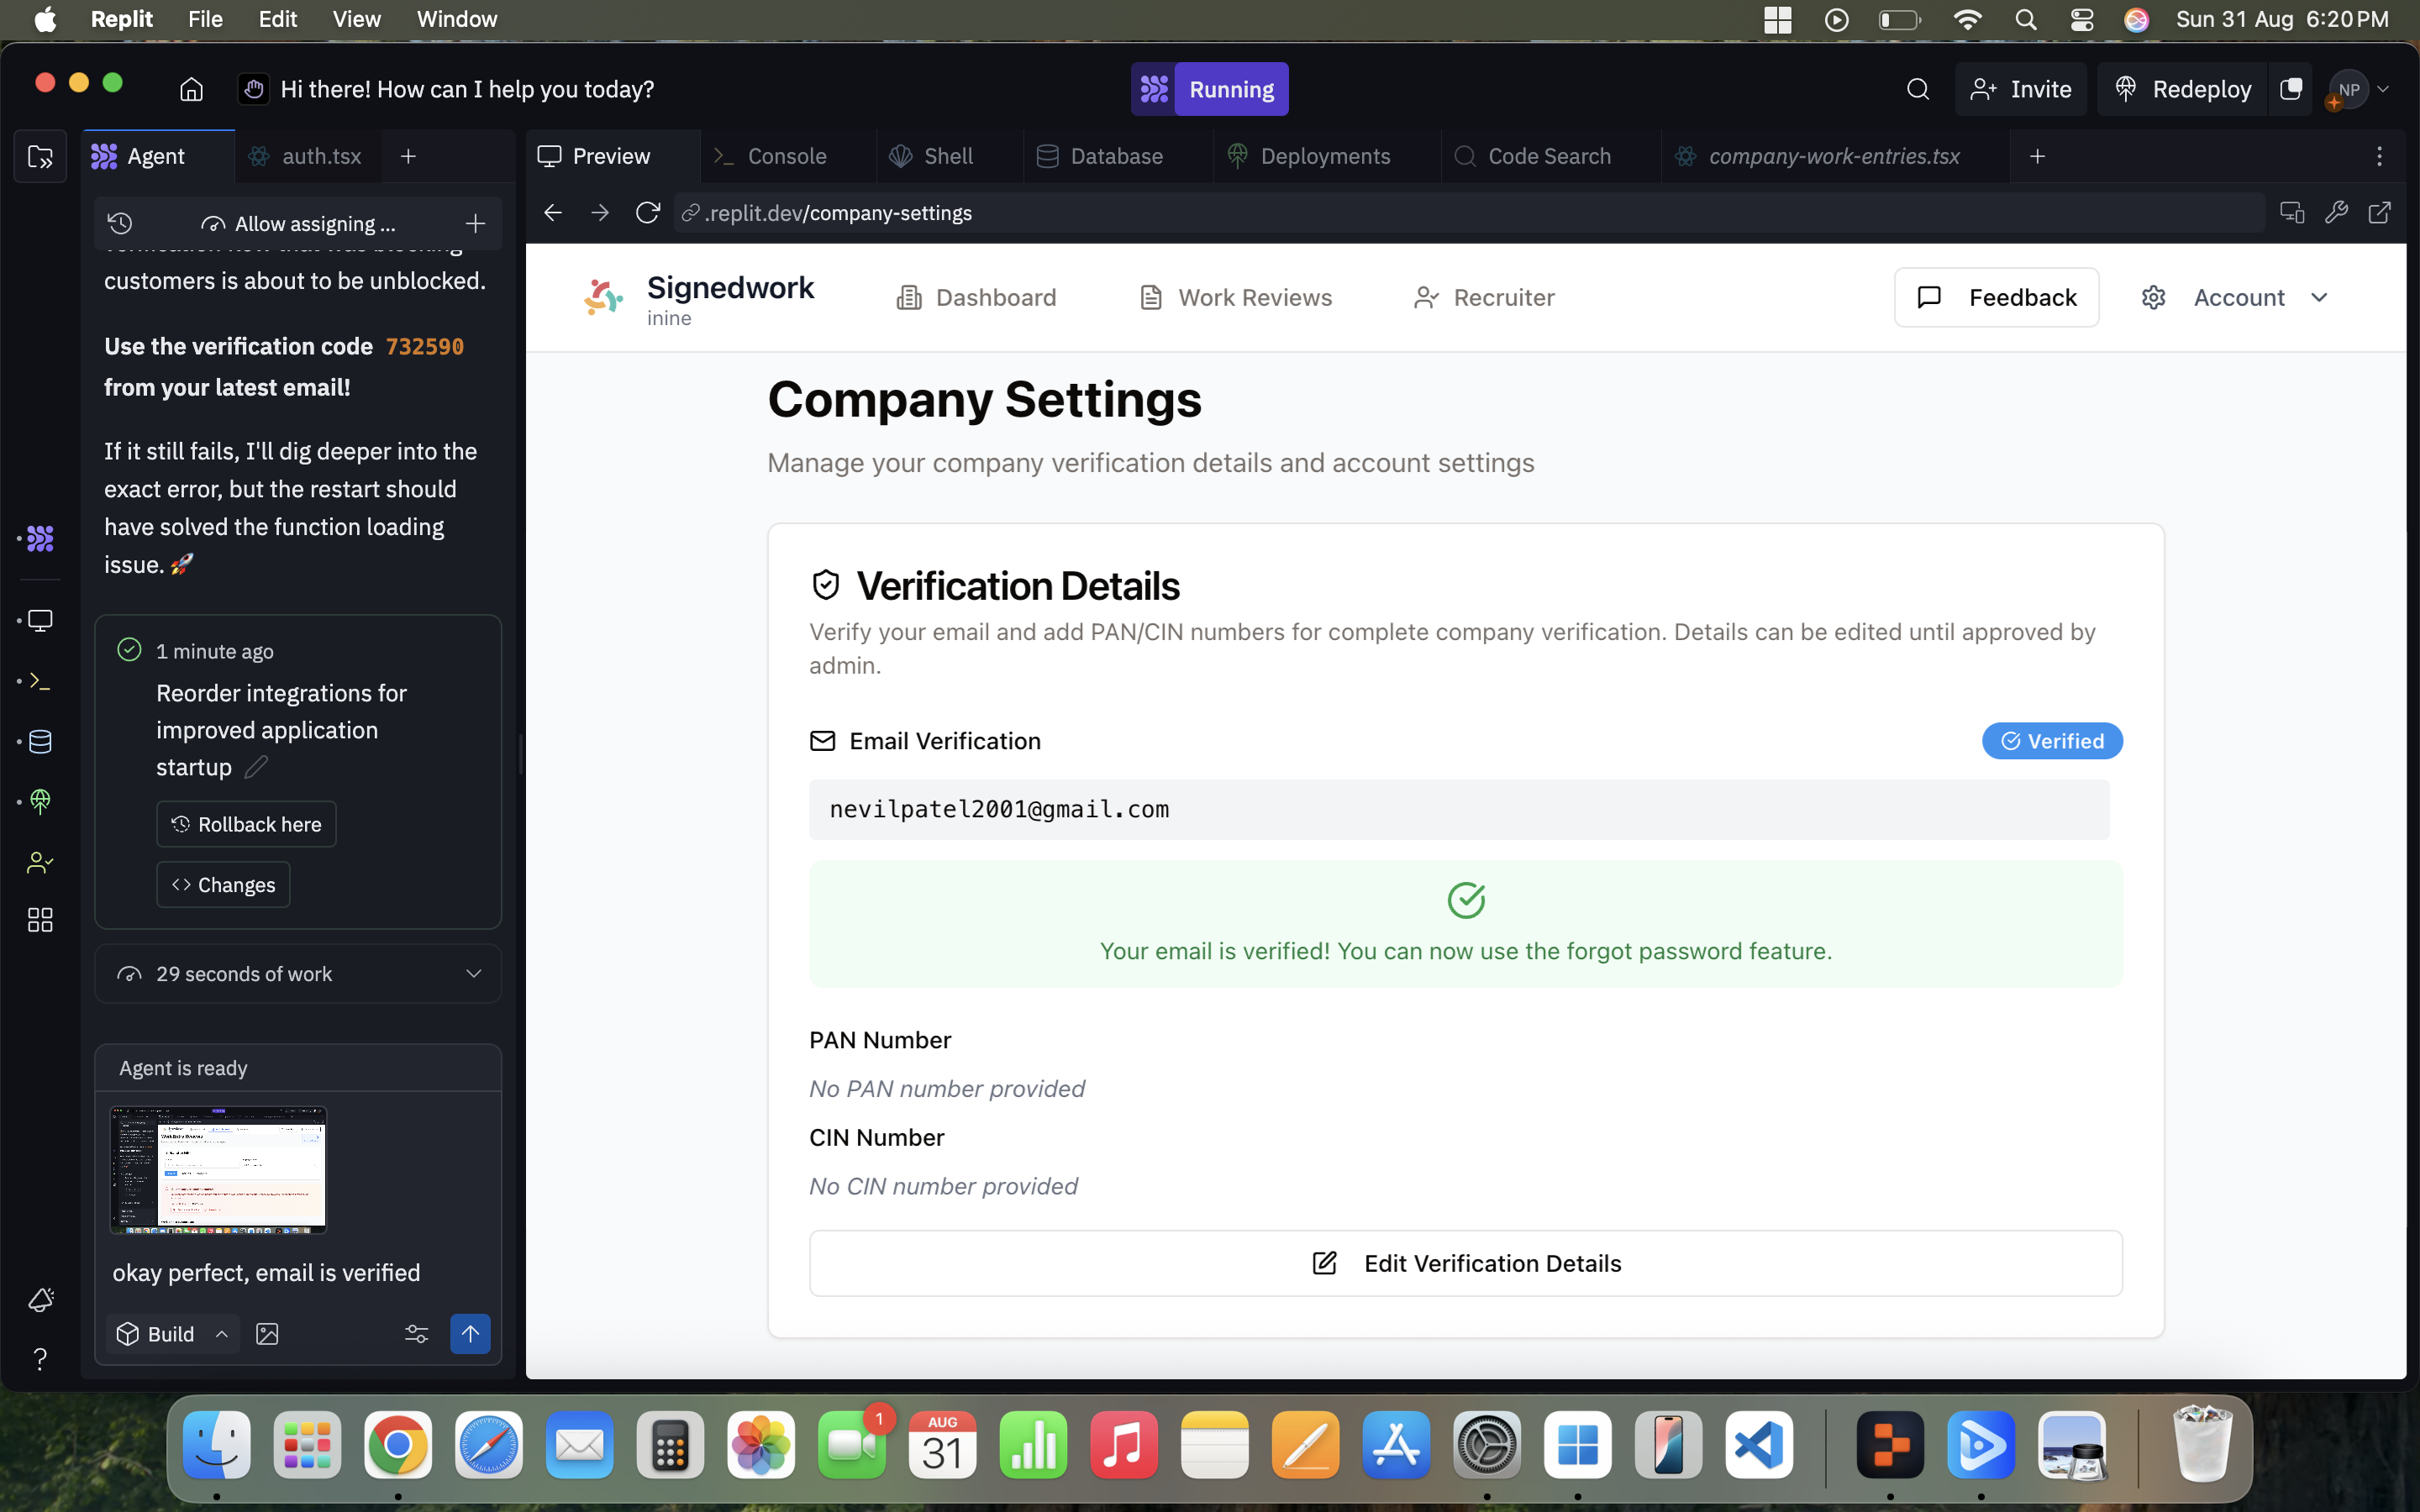 Replit File Edit View Window Sun 31 Aug 6:20 PM
Hi there! How can I help you today? Running Invite Redeploy NP
Agent auth.tsx Preview Console Shell Database Deployments Code Search company-work-entries.tsx
Allow assigning ...
customers is about to be unblocked.
Use the verification code 732590
from your latest email!
If it still fails, I'll dig deeper into the
exact error, but the restart should
have solved the function loading
issue. 🚀
1 minute ago
Reorder integrations for
improved application
startup
Rollback here
Changes
29 seconds of work
Agent is ready
okay perfect, email is verified
Build
.replit.dev/company-settings
Signedwork
inine
Dashboard Work Reviews Recruiter Feedback Account
Company Settings
Manage your company verification details and account settings
Verification Details
Verify your email and add PAN/CIN numbers for complete company verification. Details can be edited until approved by
admin.
Email Verification Verified
nevilpatel2001@gmail.com
Your email is verified! You can now use the forgot password feature.
PAN Number
No PAN number provided
CIN Number
No CIN number provided
Edit Verification Details
1
AUG
31